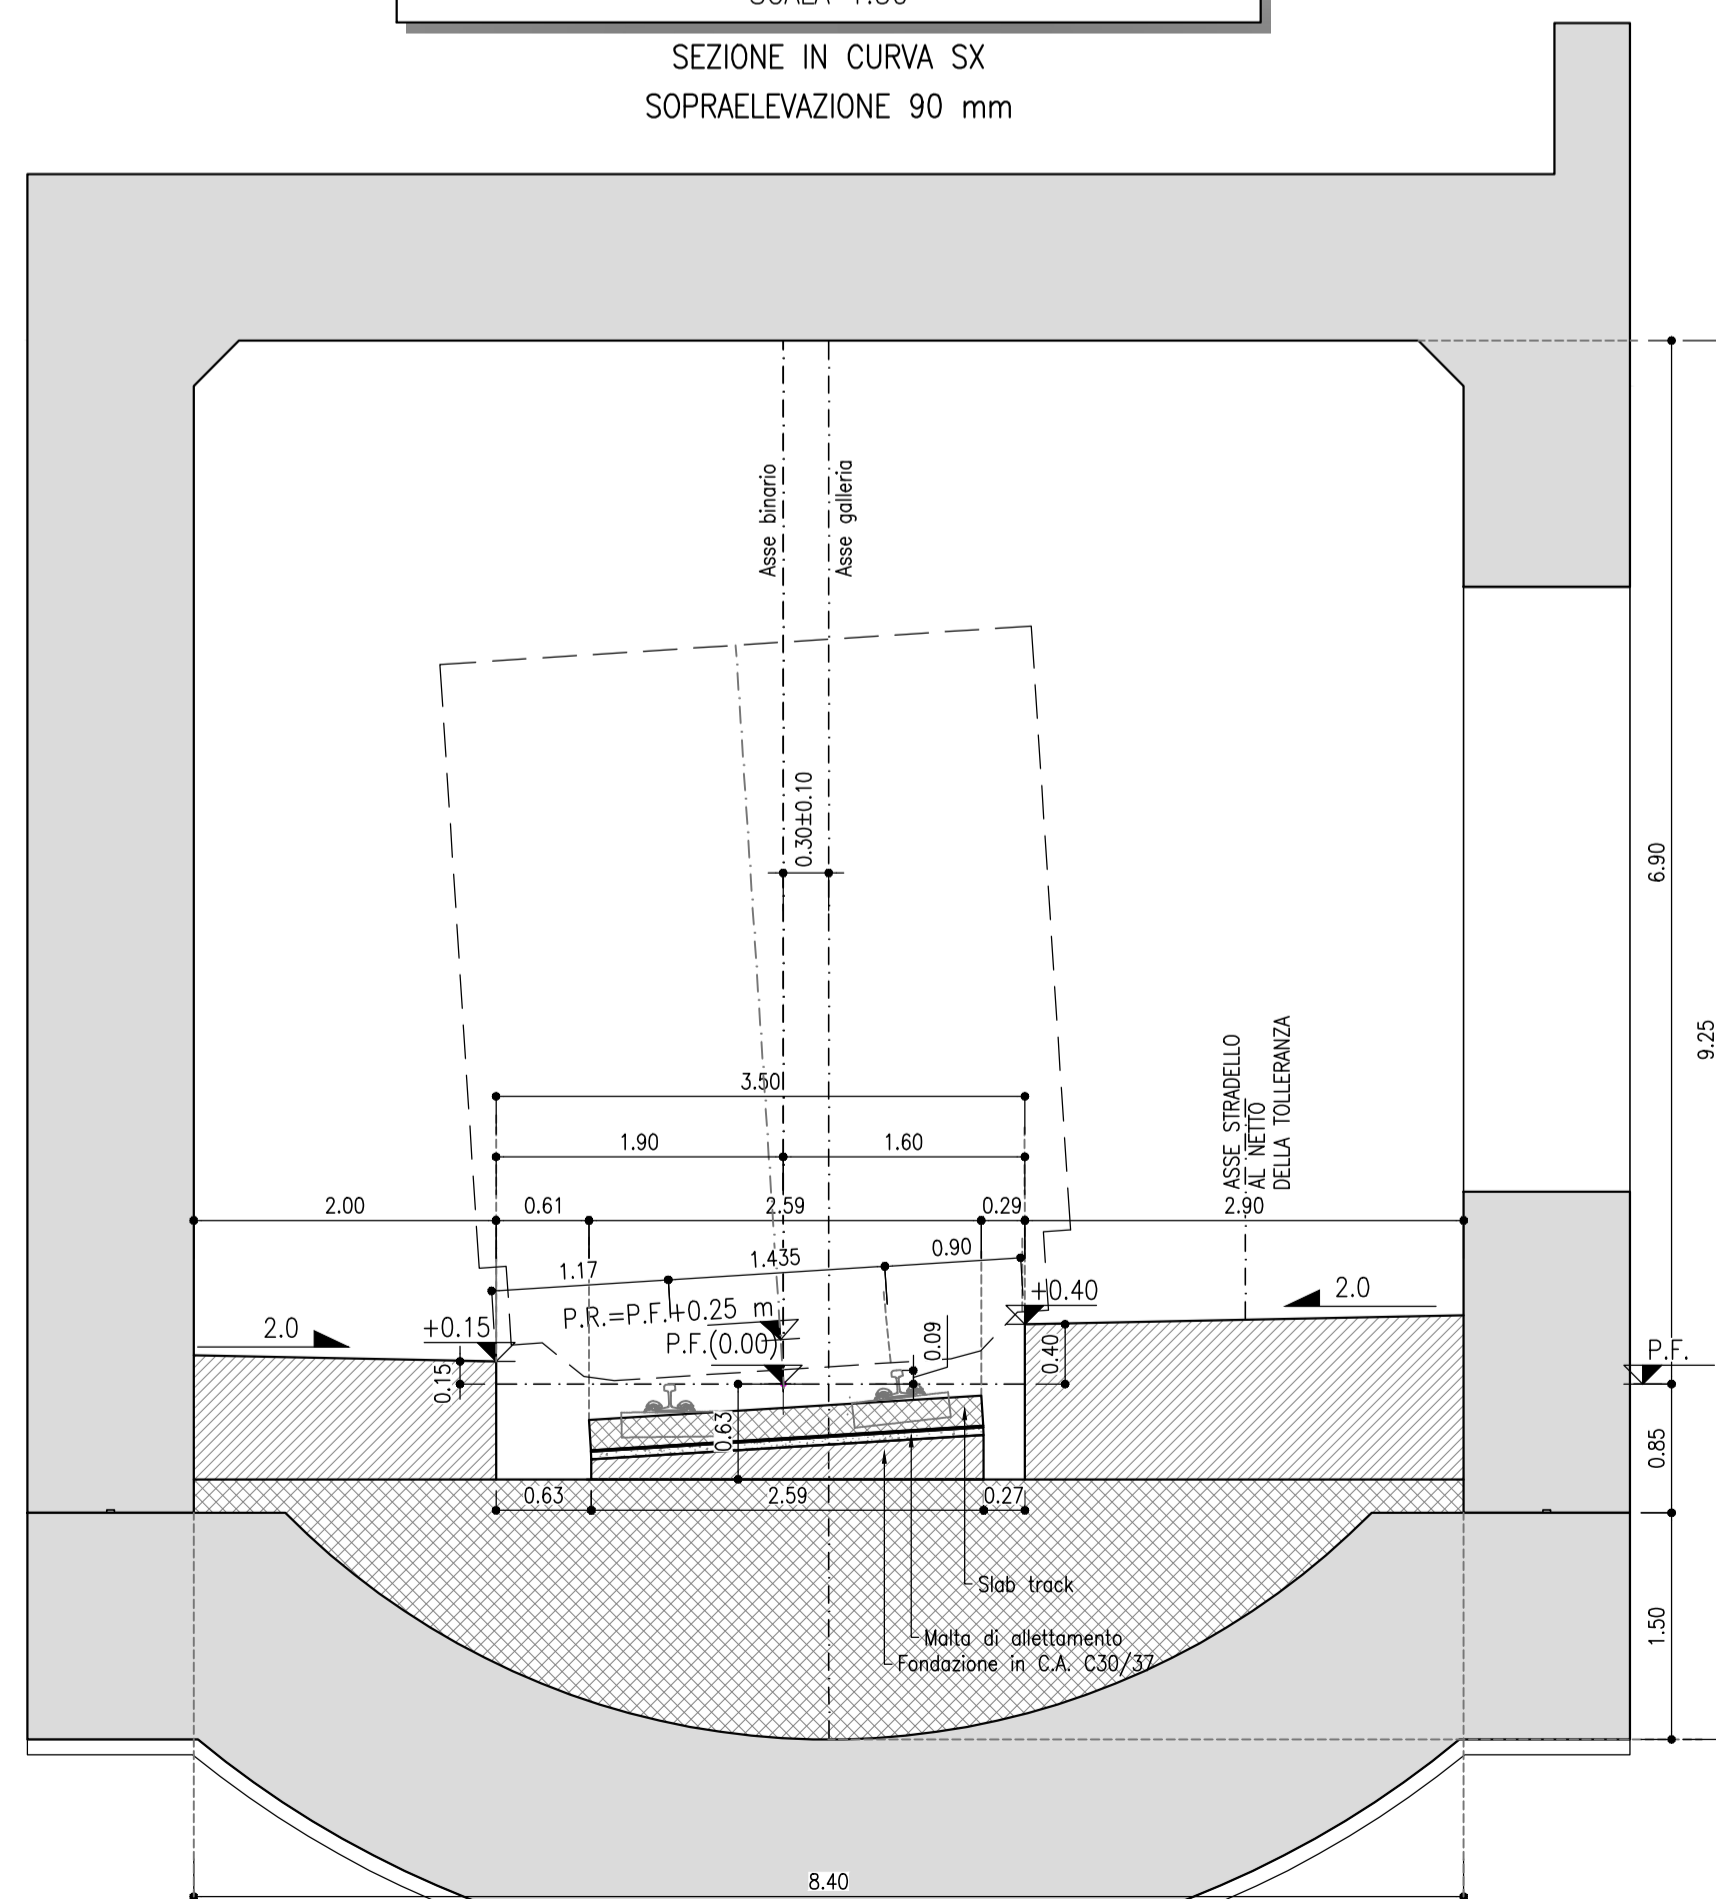 SEZIONE IN CURVA SX
SOPRAELEVAZIONE 90 mm
Asse binario
Asse galleria
0.30±0.10
6.90
9.25
ASSE STRADELLO
AL NETTO
DELLA TOLLERANZA
3.50
1.90
1.60
2.00
0.61
2.59
0.29
2.90
1.17
1.435
0.90
P.R.=P.F.+0.25 m
P.F.(0.00)
2.0
+0.15
0.15
+0.40
2.0
0.40
0.09
P.F.
0.63
0.85
0.63
2.59
0.27
Slab track
Malta di allettamento
Fondazione in C.A. C30/37
1.50
8.40